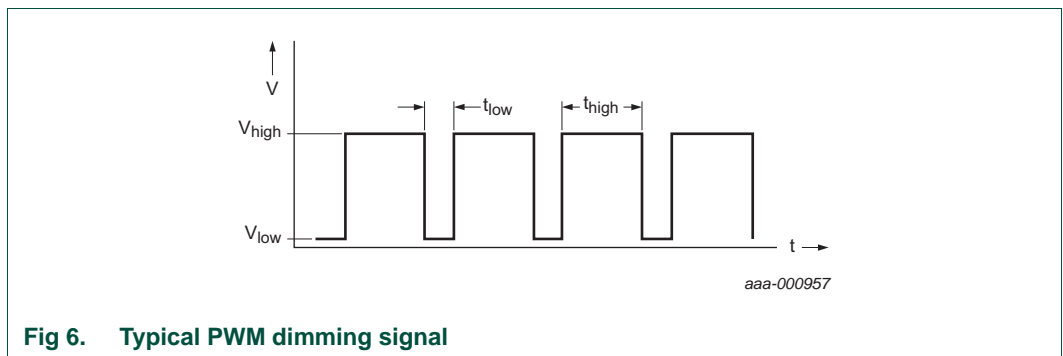 V
t_low
t_high
V_high
V_low
t
aaa-000957
Fig 6. Typical PWM dimming signal